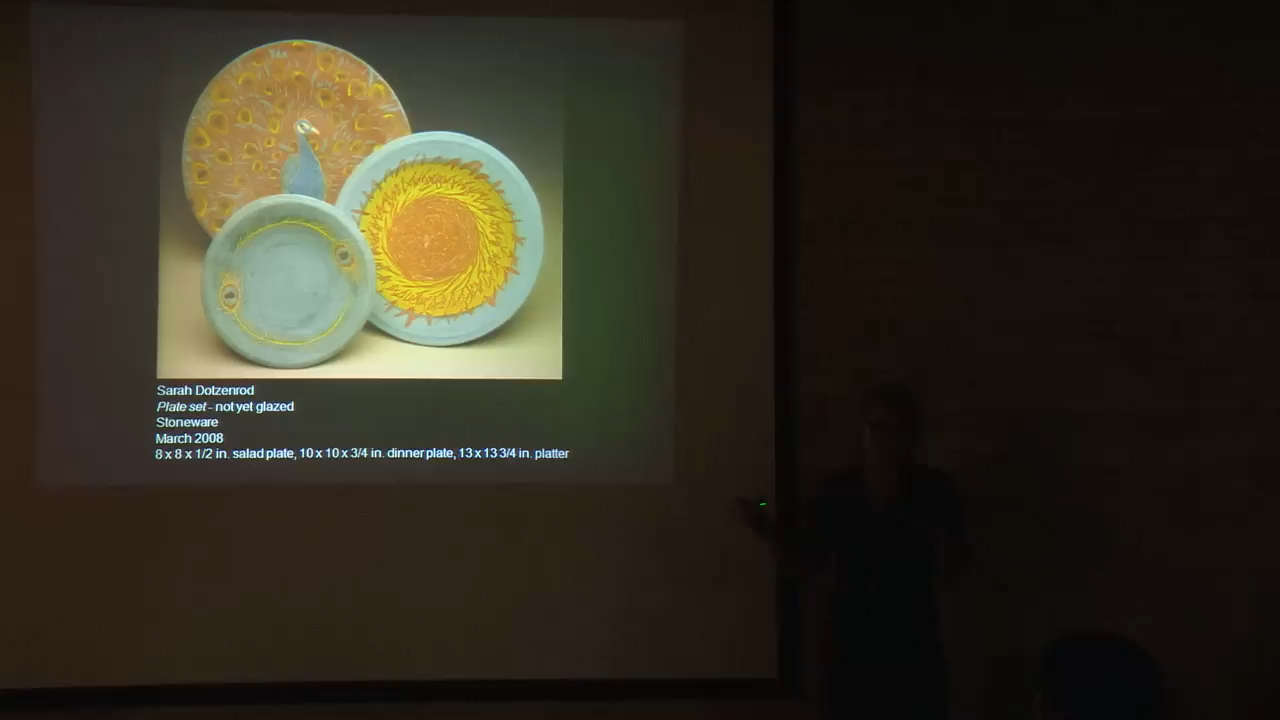 Sarah Dotzenrod
Plate set - not yet glazed
Stoneware
March 2008
8 x 8 x 1/2 in. salad plate, 10 x 10 x 3/4 in. dinner plate, 13 x 13 3/4 in. platter